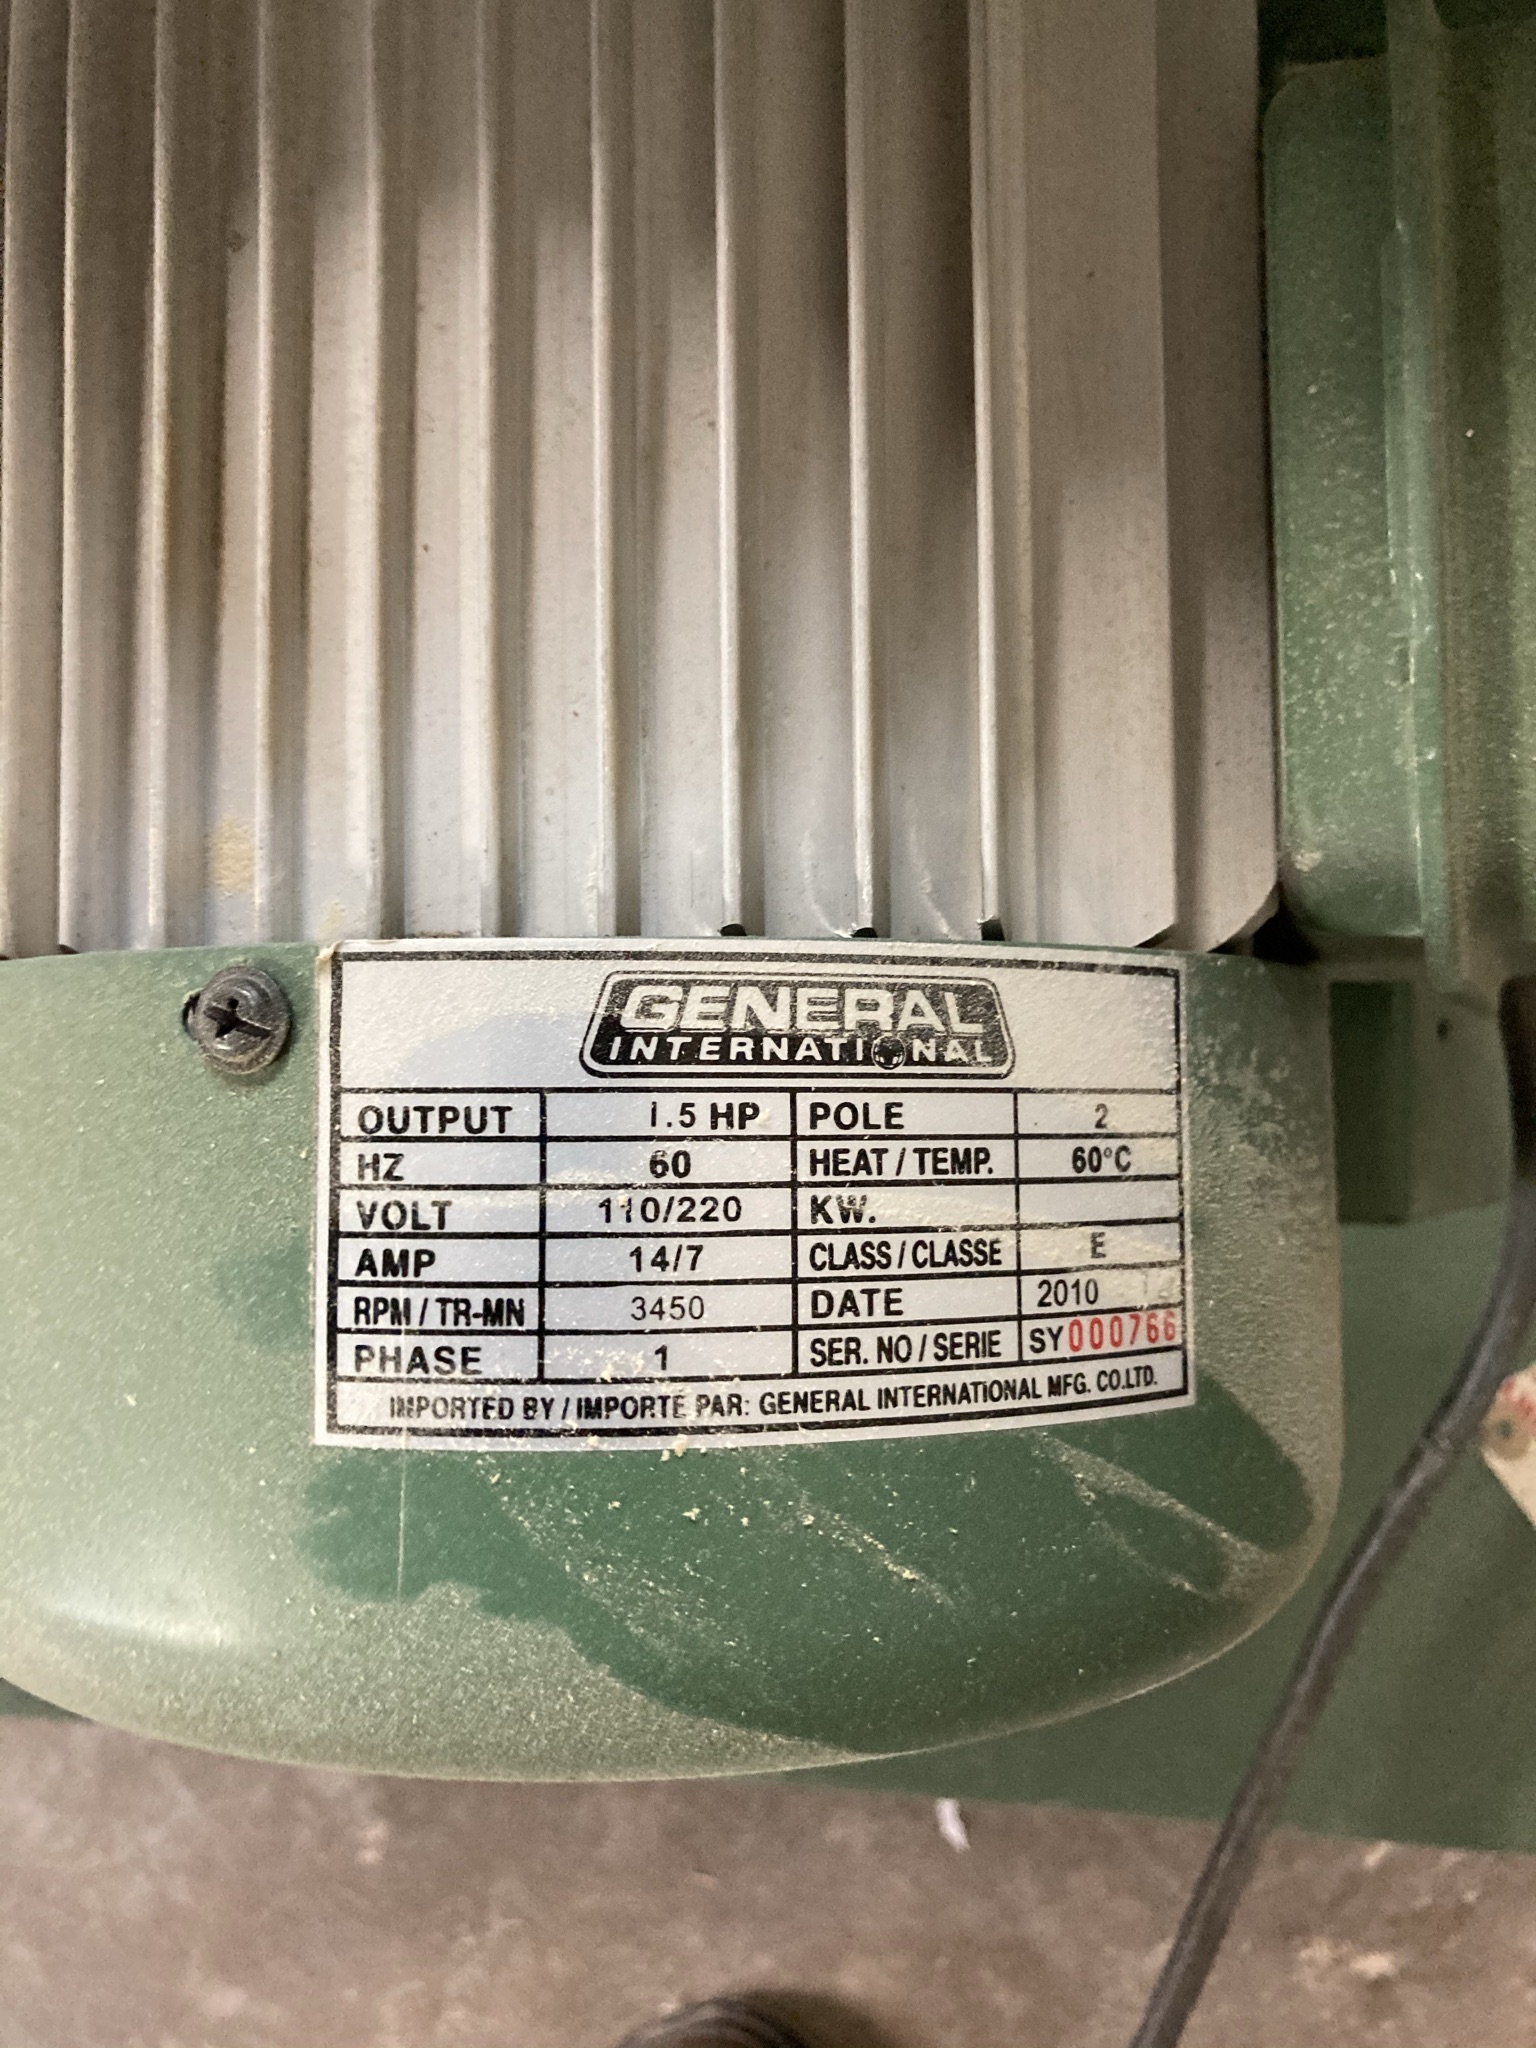 GENERAL
INTERNATIONAL
OUTPUT 1.5 HP POLE 2
HZ 60 HEAT / TEMP. 60°C
VOLT 110/220 KW.
AMP 14/7 CLASS / CLASSE E
RPM / TR-MN 3450 DATE 2010
PHASE 1 SER. NO / SERIE SY000766
IMPORTED BY / IMPORTE PAR: GENERAL INTERNATIONAL MFG. CO.LTD.